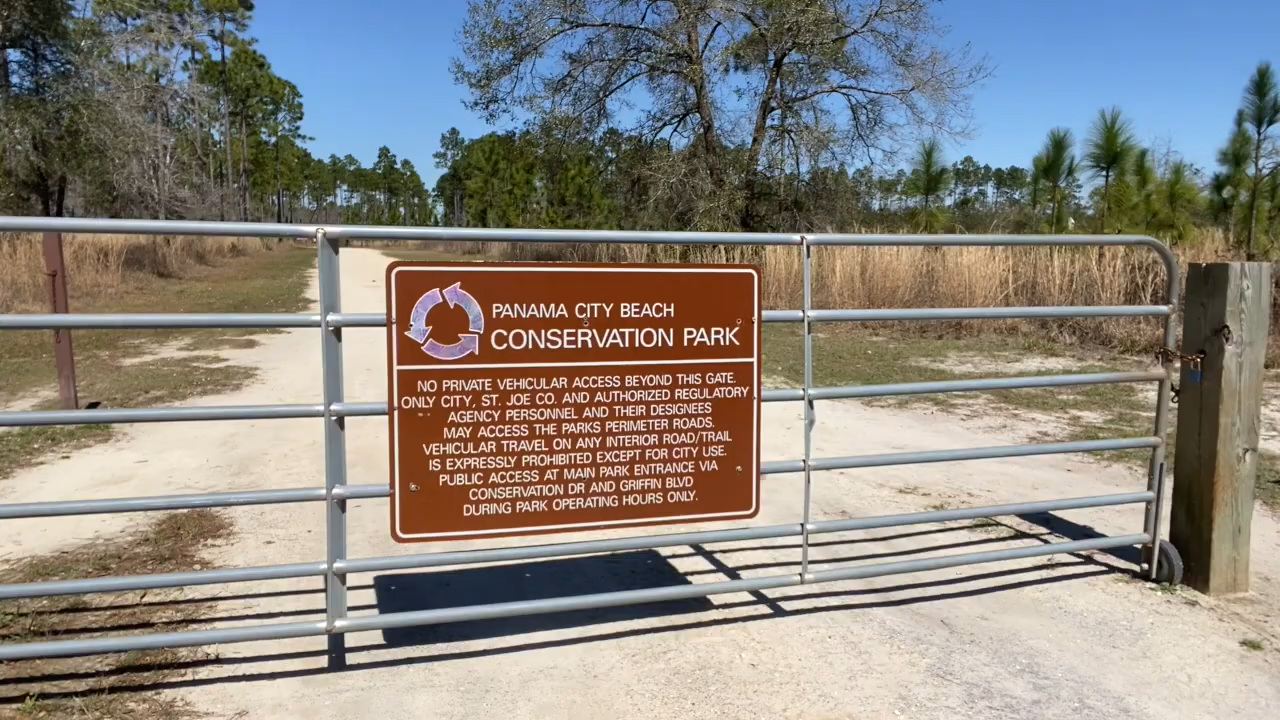 PANAMA CITY BEACH
CONSERVATION PARK
NO PRIVATE VEHICULAR ACCESS BEYOND THIS GATE.
ONLY CITY, ST. JOE CO. AND AUTHORIZED REGULATORY
AGENCY PERSONNEL AND THEIR DESIGNEES
MAY ACCESS THE PARKS PERIMETER ROADS.
VEHICULAR TRAVEL ON ANY INTERIOR ROAD/TRAIL
IS EXPRESSLY PROHIBITED EXCEPT FOR CITY USE.
PUBLIC ACCESS AT MAIN PARK ENTRANCE VIA
CONSERVATION DR AND GRIFFIN BLVD
DURING PARK OPERATING HOURS ONLY.